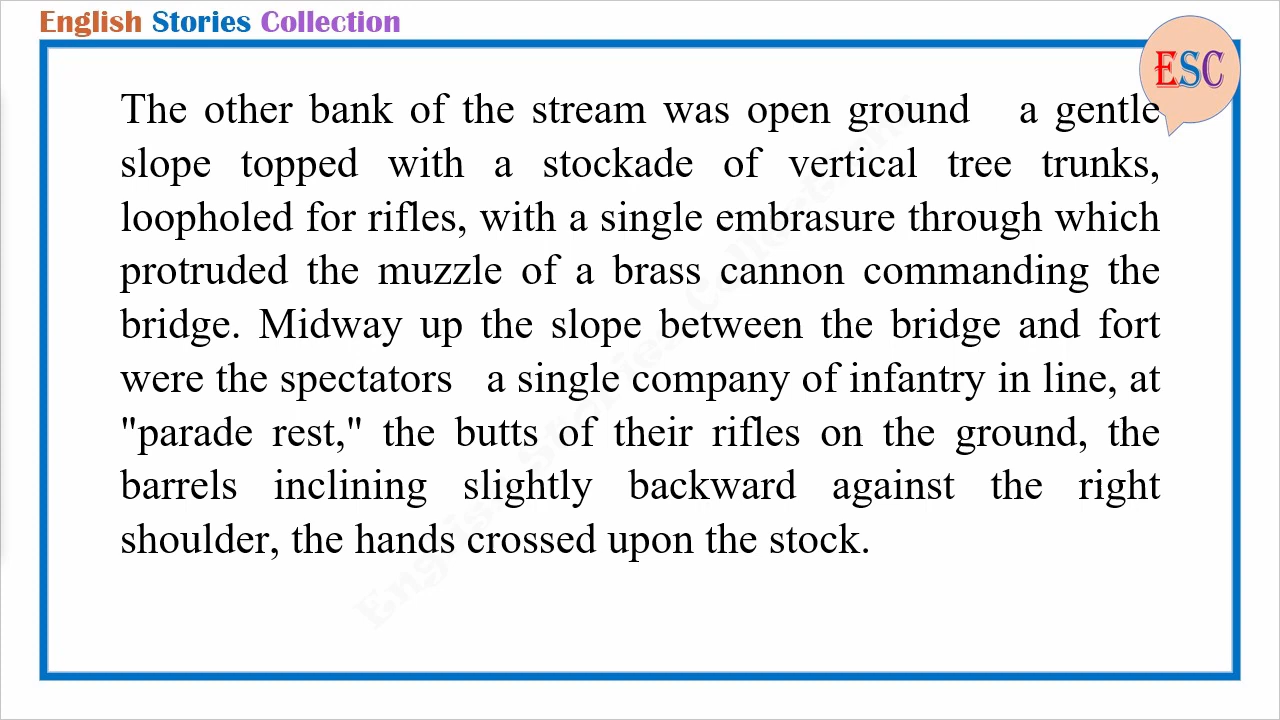 English Stories Collection
ESC
The other bank of the stream was open ground a gentle
slope topped with a stockade of vertical tree trunks,
loopholed for rifles, with a single embrasure through which
protruded the muzzle of a brass cannon commanding the
bridge. Midway up the slope between the bridge and fort
were the spectators a single company of infantry in line, at
"parade rest," the butts of their rifles on the ground, the
barrels inclining slightly backward against the right
shoulder, the hands crossed upon the stock.
English Stories Collection